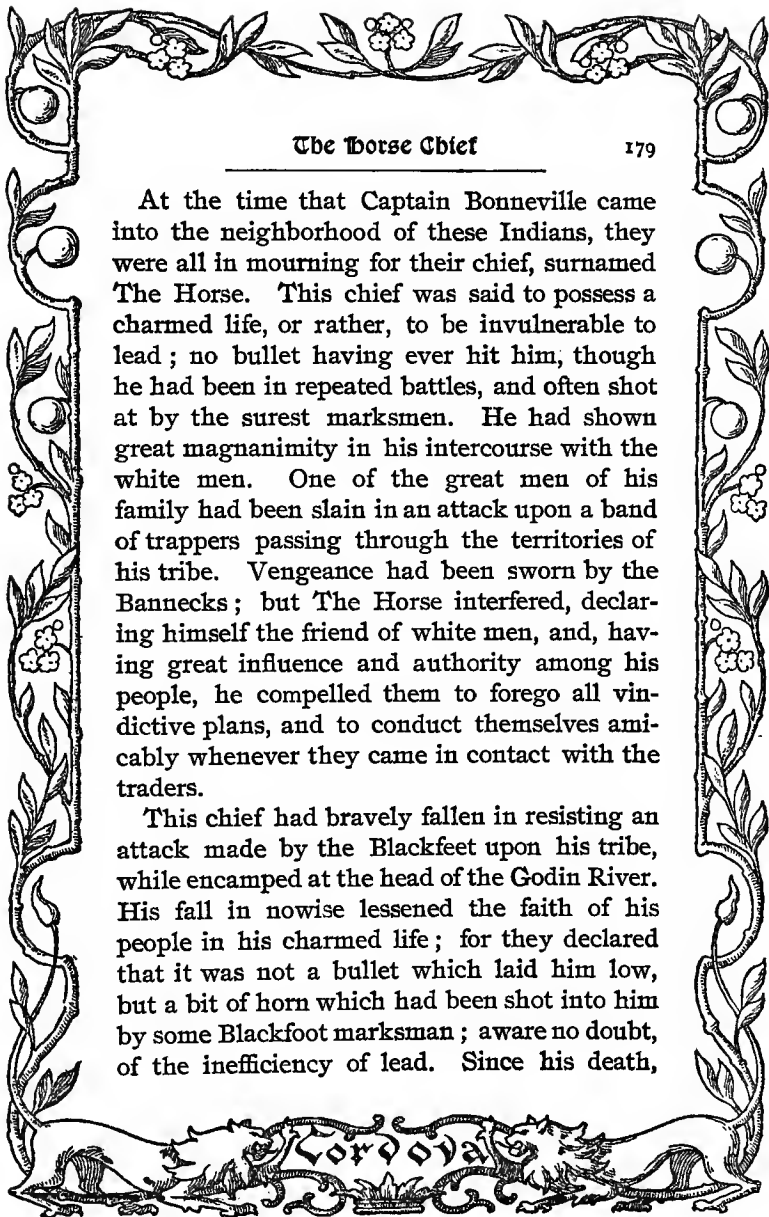 The Horse Chief 179
At the time that Captain Bonneville came
into the neighborhood of these Indians, they
were all in mourning for their chief, surnamed
The Horse. This chief was said to possess a
charmed life, or rather, to be invulnerable to
lead ; no bullet having ever hit him, though
he had been in repeated battles, and often shot
at by the surest marksmen. He had shown
great magnanimity in his intercourse with the
white men. One of the great men of his
family had been slain in an attack upon a band
of trappers passing through the territories of
his tribe. Vengeance had been sworn by the
Bannecks ; but The Horse interfered, declar-
ing himself the friend of white men, and, hav-
ing great influence and authority among his
people, he compelled them to forego all vin-
dictive plans, and to conduct themselves ami-
cably whenever they came in contact with the
traders.
This chief had bravely fallen in resisting an
attack made by the Blackfeet upon his tribe,
while encamped at the head of the Godin River.
His fall in nowise lessened the faith of his
people in his charmed life ; for they declared
that it was not a bullet which laid him low,
but a bit of horn which had been shot into him
by some Blackfoot marksman ; aware no doubt,
of the inefficiency of lead. Since his death,
Cordova